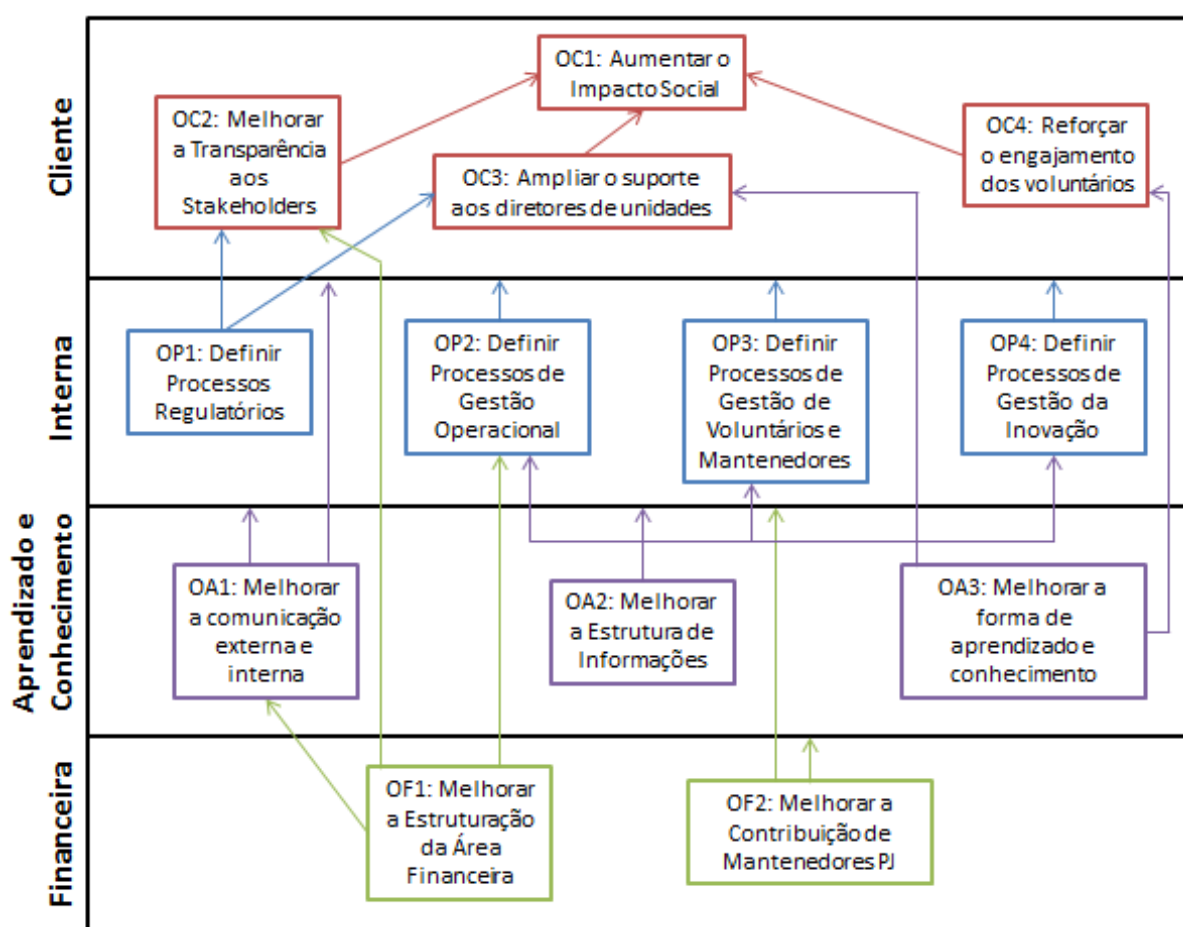 Cliente
OC1: Aumentar o
Impacto Social
OC2: Melhorar
a Transparência
aos
Stakeholders
OC3: Ampliar o suporte
aos diretores de unidades
OC4: Reforçar
o engajamento
dos voluntários
Interna
OP1: Definir
Processos
Regulatórios
OP2: Definir
Processos de
Gestão
Operacional
OP3: Definir
Processos de
Gestão de
Voluntários e
Mantenedores
OP4: Definir
Processos de
Gestão da
Inovação
Aprendizado e
Conhecimento
OA1: Melhorar
a comunicação
externa e
interna
OA2: Melhorar
a Estrutura de
Informações
OA3: Melhorar a
forma de
aprendizado e
conhecimento
Financeira
OF1: Melhorar
a Estruturação
da Área
Financeira
OF2: Melhorar a
Contribuição de
Mantenedores PJ